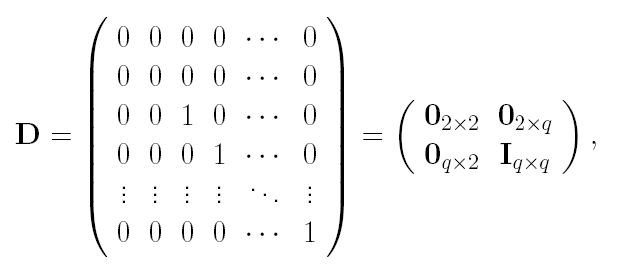 0 0 0 0 ⋯ 0
0 0 0 0 ⋯ 0
0 0 1 0 ⋯ 0
D = ( 0 0 0 1 ⋯ 0 ) = ( 0_{2×2} 0_{2×q}
0_{q×2} I_{q×q} ) ,
⋮ ⋮ ⋮ ⋮ ⋱ ⋮
0 0 0 0 ⋯ 1